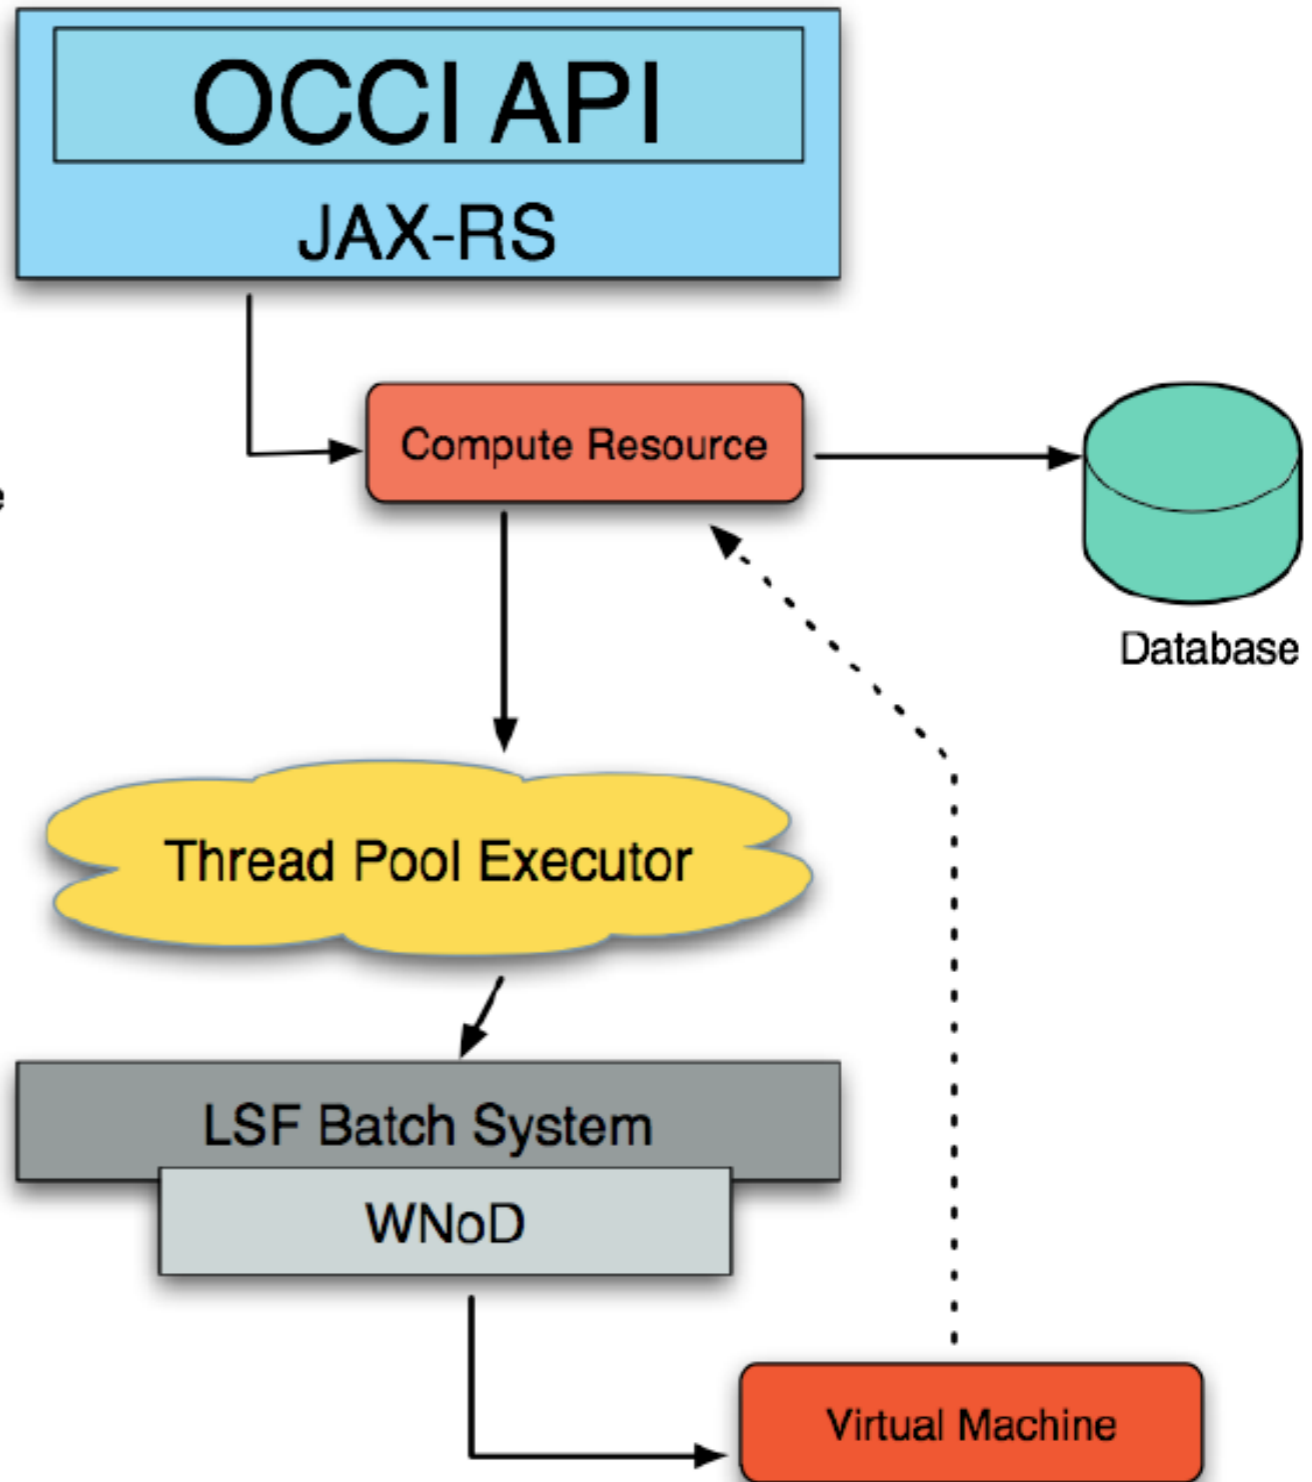 OCCI API
JAX-RS
Compute Resource
Database
Thread Pool Executor
LSF Batch System
WNoD
Virtual Machine